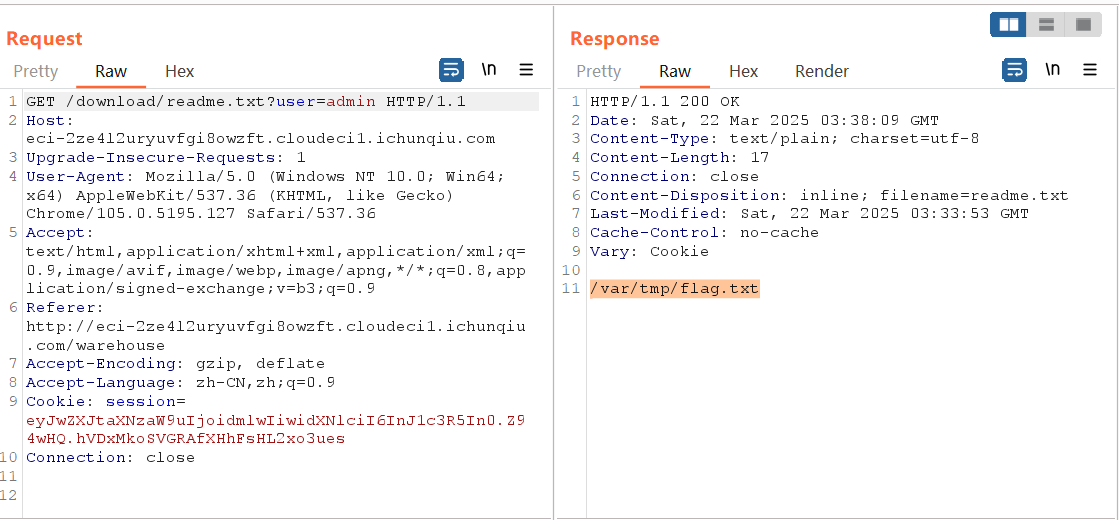 Request
Pretty Raw Hex \n
1 GET /download/readme.txt?user=admin HTTP/1.1
2 Host:
eci-2ze4l2uryuvfgi8owzft.cloudeci1.ichunqiu.com
3 Upgrade-Insecure-Requests: 1
4 User-Agent: Mozilla/5.0 (Windows NT 10.0; Win64;
x64) AppleWebKit/537.36 (KHTML, like Gecko)
Chrome/105.0.5195.127 Safari/537.36
5 Accept:
text/html,application/xhtml+xml,application/xml;q=
0.9,image/avif,image/webp,image/apng,*/*;q=0.8,app
lication/signed-exchange;v=b3;q=0.9
6 Referer:
http://eci-2ze4l2uryuvfgi8owzft.cloudeci1.ichunqiu
.com/warehouse
7 Accept-Encoding: gzip, deflate
8 Accept-Language: zh-CN,zh;q=0.9
9 Cookie: session=
eyJwZXJtaXNzaW9uIjoidmlwIiwidXNlciI6InJ1c3R5In0.Z9
4wHQ.hVDxMkoSVGRAfXHhFsHL2xo3ues
10 Connection: close
11
12
Response
Pretty Raw Hex Render \n
1 HTTP/1.1 200 OK
2 Date: Sat, 22 Mar 2025 03:38:09 GMT
3 Content-Type: text/plain; charset=utf-8
4 Content-Length: 17
5 Connection: close
6 Content-Disposition: inline; filename=readme.txt
7 Last-Modified: Sat, 22 Mar 2025 03:33:53 GMT
8 Cache-Control: no-cache
9 Vary: Cookie
10
11 /var/tmp/flag.txt